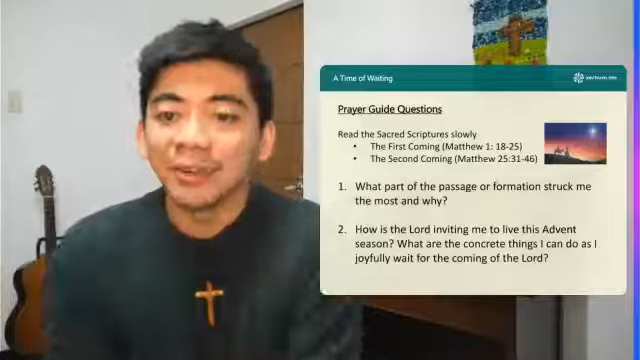 A Time of Waiting
verbum dei
Prayer Guide Questions
Read the Sacred Scriptures slowly
• The First Coming (Matthew 1: 18-25)
• The Second Coming (Matthew 25:31-46)
1. What part of the passage or formation struck me
the most and why?
2. How is the Lord inviting me to live this Advent
season? What are the concrete things I can do as I
joyfully wait for the coming of the Lord?